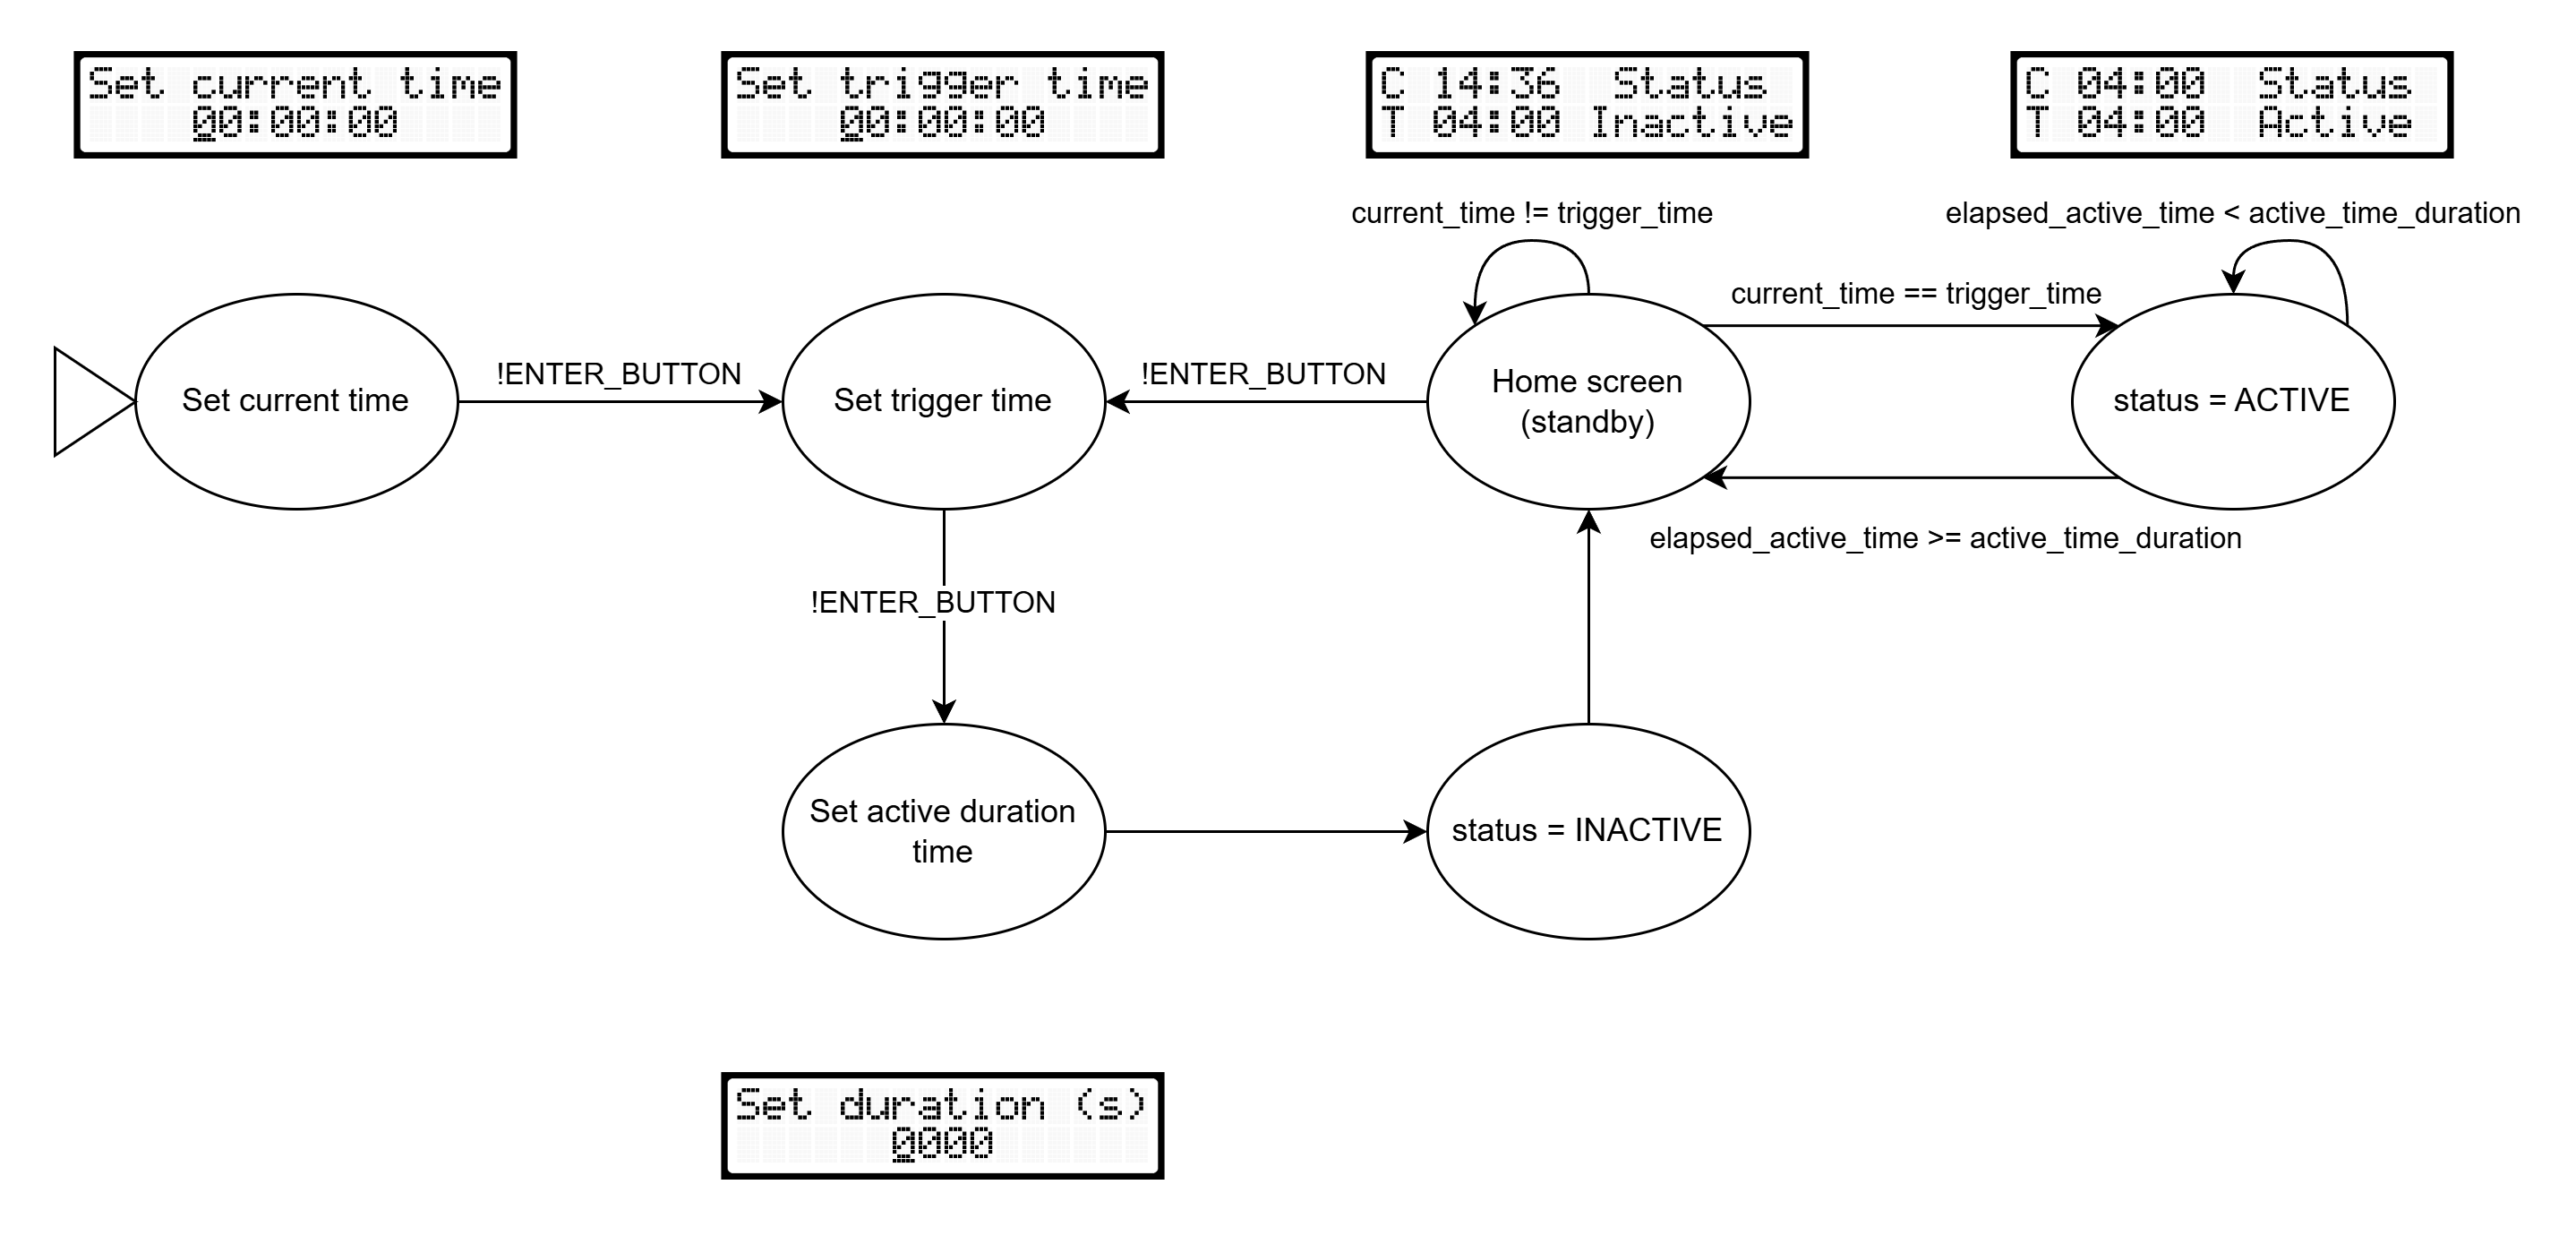 Set current time
00:00:00
Set trigger time
00:00:00
C 14:36 Status
T 04:00 Inactive
C 04:00 Status
T 04:00 Active
current_time != trigger_time
elapsed_active_time < active_time_duration
current_time == trigger_time
Set current time
!ENTER_BUTTON
Set trigger time
!ENTER_BUTTON
Home screen
(standby)
status = ACTIVE
elapsed_active_time >= active_time_duration
!ENTER_BUTTON
Set active duration
time
status = INACTIVE
Set duration (s)
0000